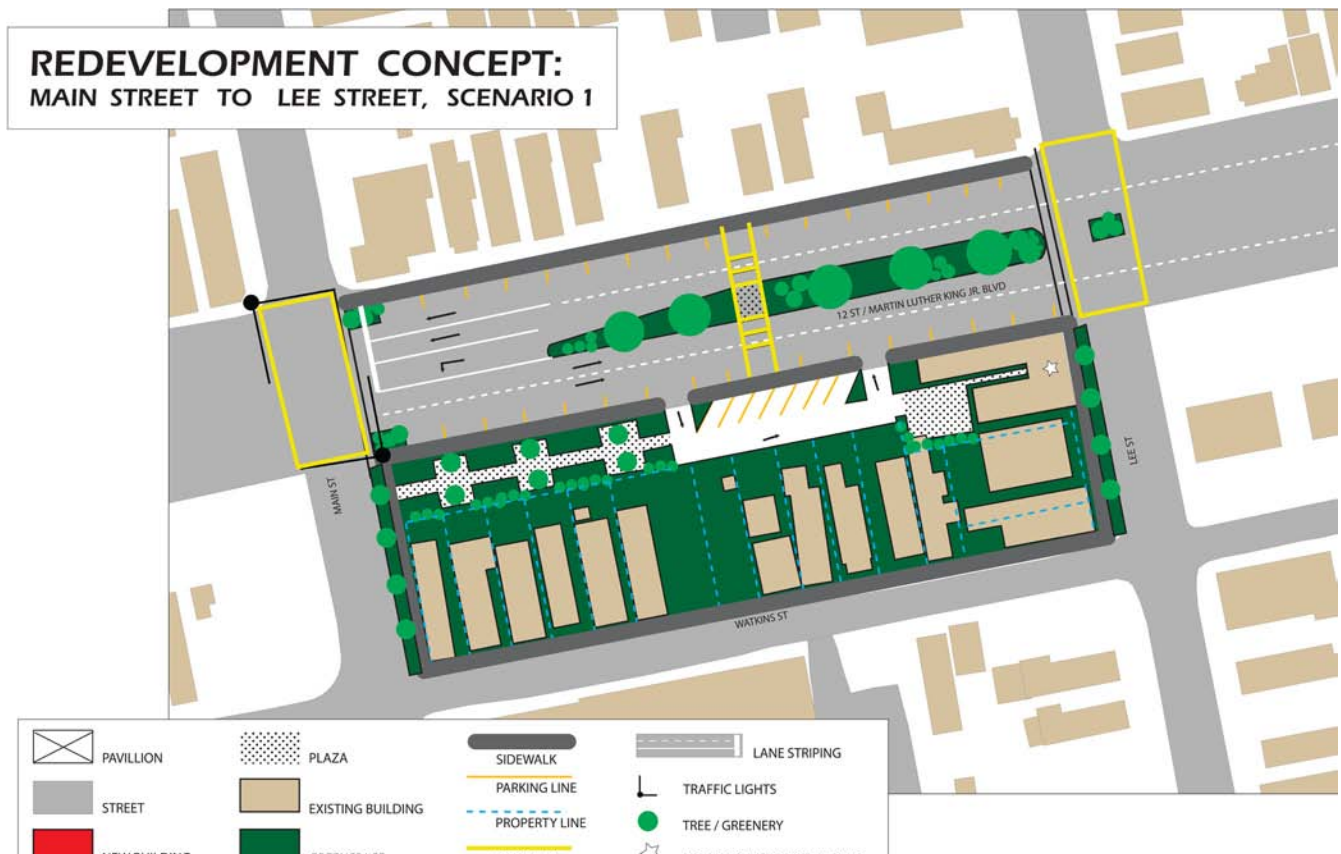 REDEVELOPMENT CONCEPT:
MAIN STREET TO LEE STREET, SCENARIO 1
12 ST / MARTIN LUTHER KING JR. BLVD
MAIN ST
LEE ST
WATKINS ST
PAVILLION
PLAZA
SIDEWALK
LANE STRIPING
STREET
EXISTING BUILDING
PARKING LINE
TRAFFIC LIGHTS
PROPERTY LINE
TREE / GREENERY